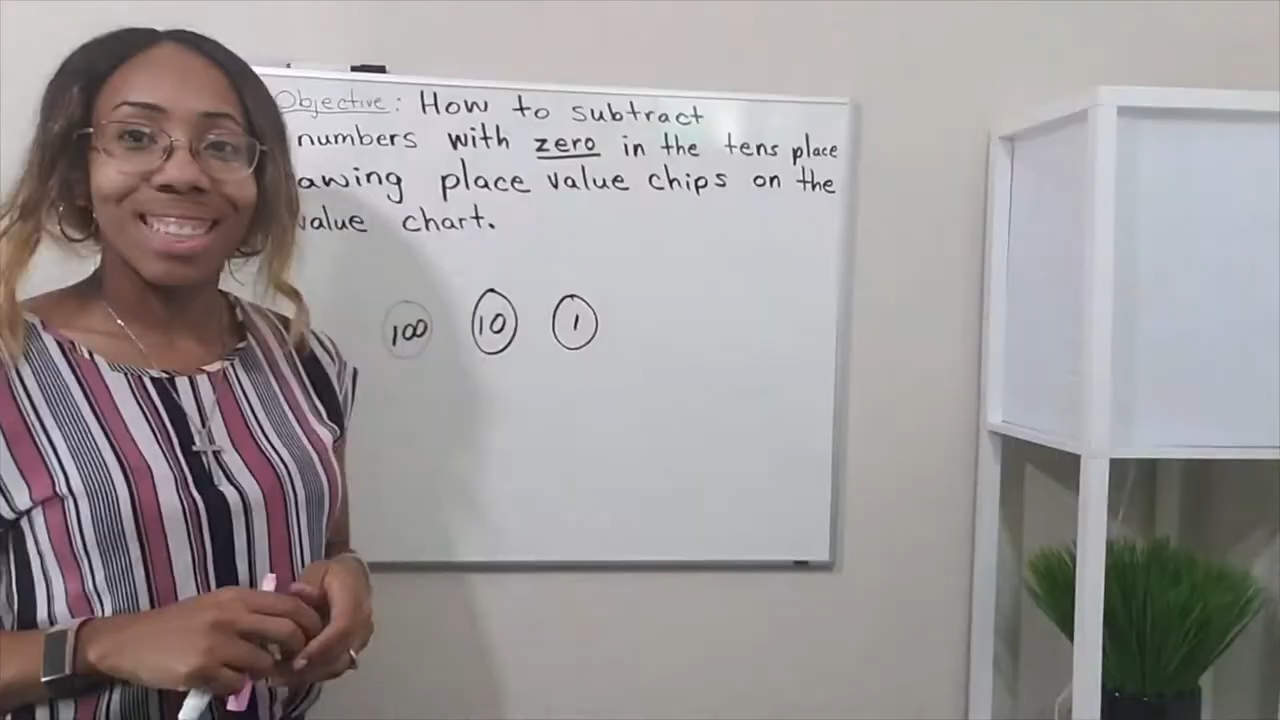 Objective: How to subtract
numbers with zero in the tens place
awing place value chips on the
value chart.
100 10 1